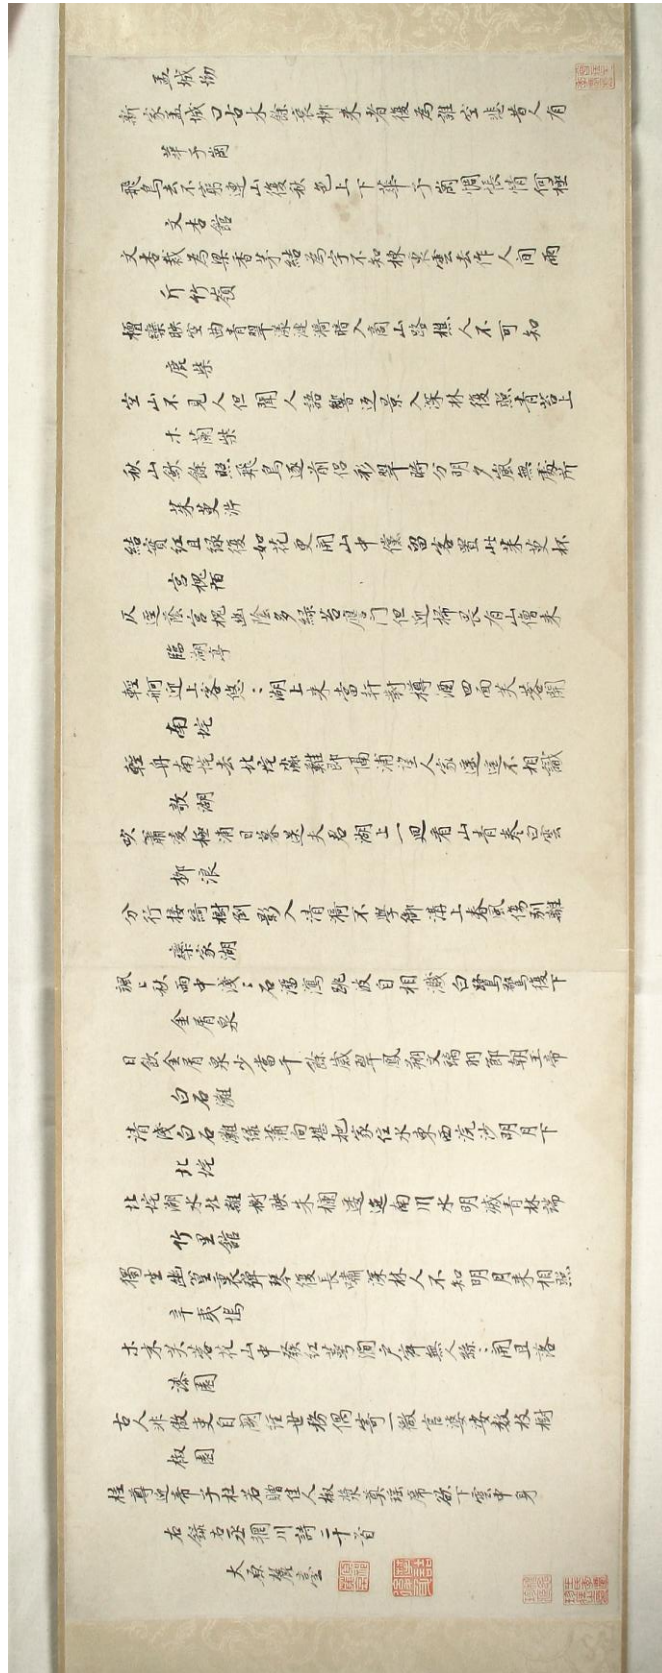 孟城坳
新家孟城口古木餘衰柳來者復為誰空悲昔人有
華子崗
飛鳥去不窮連山復秋色上下華子崗惆悵情何極
文杏館
文杏裁為梁香茅結為宇不知棟裏雲去作人間雨
斤竹嶺
檀欒映空曲青翠漾漣漪暗入商山路樵人不可知
鹿柴
空山不見人但聞人語響返景入深林復照青苔上
木蘭柴
秋山斂餘照飛鳥逐前侶彩翠時分明夕嵐無處所
茱萸沜
結實紅且綠復如花更開山中儻留客置此茱萸杯
宮槐陌
仄逕蔭宮槐幽陰多綠苔應門但迎掃畏有山僧來
臨湖亭
輕舸迎上客悠〻湖上來當軒對樽酒四面芙蓉開
南垞
輕舟南垞去北垞淼難即隔浦望人家遥遥不相識
欹湖
吹簫凌極浦日暮送夫君湖上一迴看山青卷白雲
柳浪
分行接綺樹倒影入清漪不學御溝上春風傷別離
欒家湖
颯〻秋雨中淺〻石溜瀉跳波自相濺白鷺驚復下
金屑泉
日飲金屑泉少當千餘歲翠鳳翔文螭羽節朝玉帝
白石灘
清淺白石灘綠蒲向堪把家住水東西浣沙明月下
北垞
北垞湖水北雜樹映朱欄逶迤南川水明滅青林端
竹里館
獨坐幽篁裏彈琴復長嘯深林人不知明月來相照
辛夷塢
木末芙蓉花山中發紅萼澗戶寂無人紛〻開且落
漆園
古人非傲吏自闕經世務偶寄一微官婆娑數枝樹
椒園
桂尊迎帝子杜若贈佳人椒漿奠瑤席欲下雲中身
右錄右丞輞川詩二十首
太原麓臺